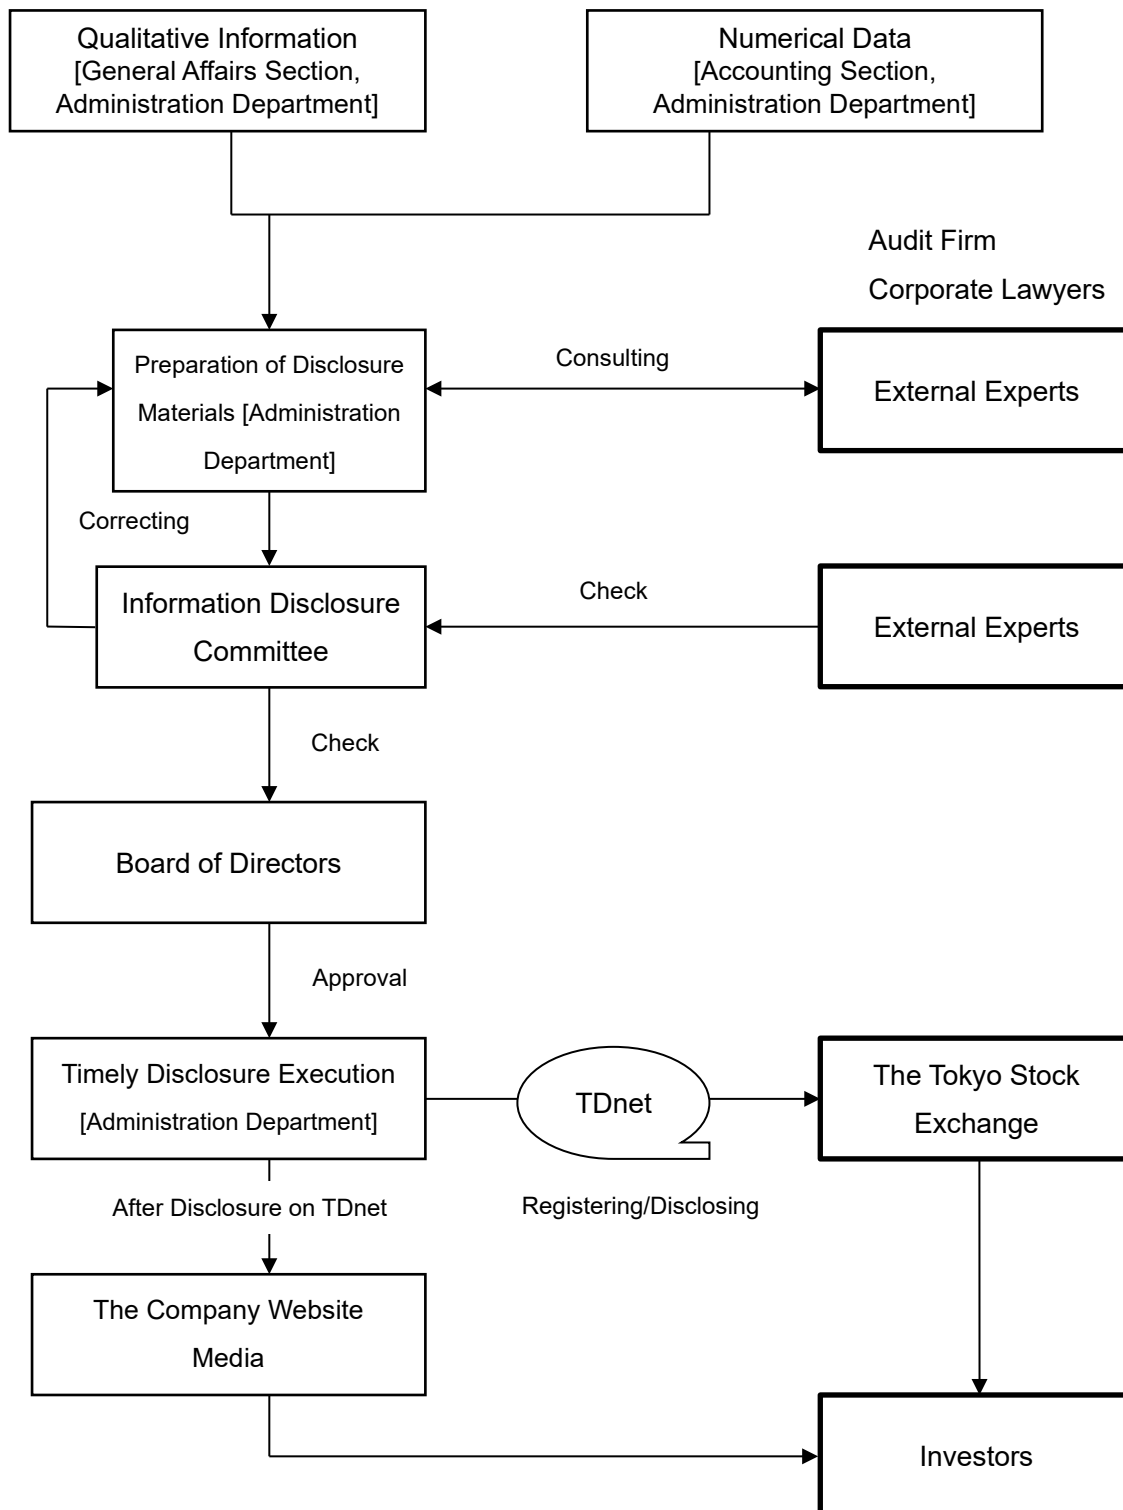 Qualitative Information
[General Affairs Section,
Administration Department]
Numerical Data
[Accounting Section,
Administration Department]
Audit Firm
Corporate Lawyers
Preparation of Disclosure
Materials [Administration
Department]
Consulting
External Experts
Correcting
Information Disclosure
Committee
Check
External Experts
Check
Board of Directors
Approval
Timely Disclosure Execution
[Administration Department]
TDnet
The Tokyo Stock
Exchange
After Disclosure on TDnet
Registering/Disclosing
The Company Website
Media
Investors